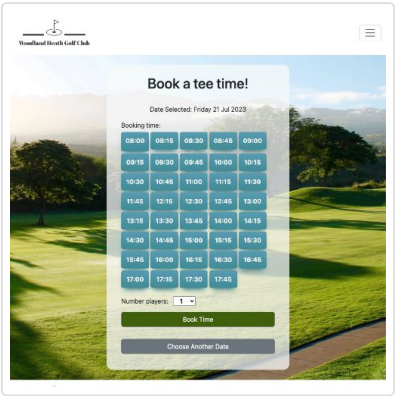 Woodland Heath Golf Club
Book a tee time!
Date Selected: Friday 21 Jul 2023
Booking time:
08:00 08:15 08:30 08:45 09:00
09:15 09:30 09:45 10:00 10:15
10:30 10:45 11:00 11:15 11:30
11:45 12:15 12:30 12:45 13:00
13:15 13:30 13:45 14:00 14:15
14:30 14:45 15:00 15:15 15:30
15:45 16:00 16:15 16:30 16:45
17:00 17:15 17:30 17:45
Number players: 1
Book Time
Choose Another Date